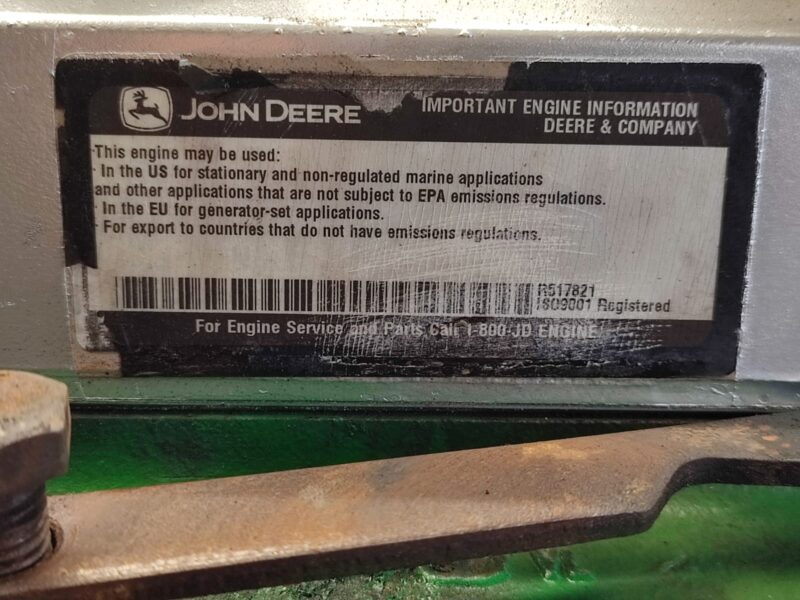 JOHN DEERE
IMPORTANT ENGINE INFORMATION
DEERE & COMPANY
This engine may be used:
· In the US for stationary and non-regulated marine applications
and other applications that are not subject to EPA emissions regulations.
· In the EU for generator-set applications.
· For export to countries that do not have emissions regulations.
R517821
ISO9001 Registered
For Engine Service and Parts Call 1-800-JD ENGINE